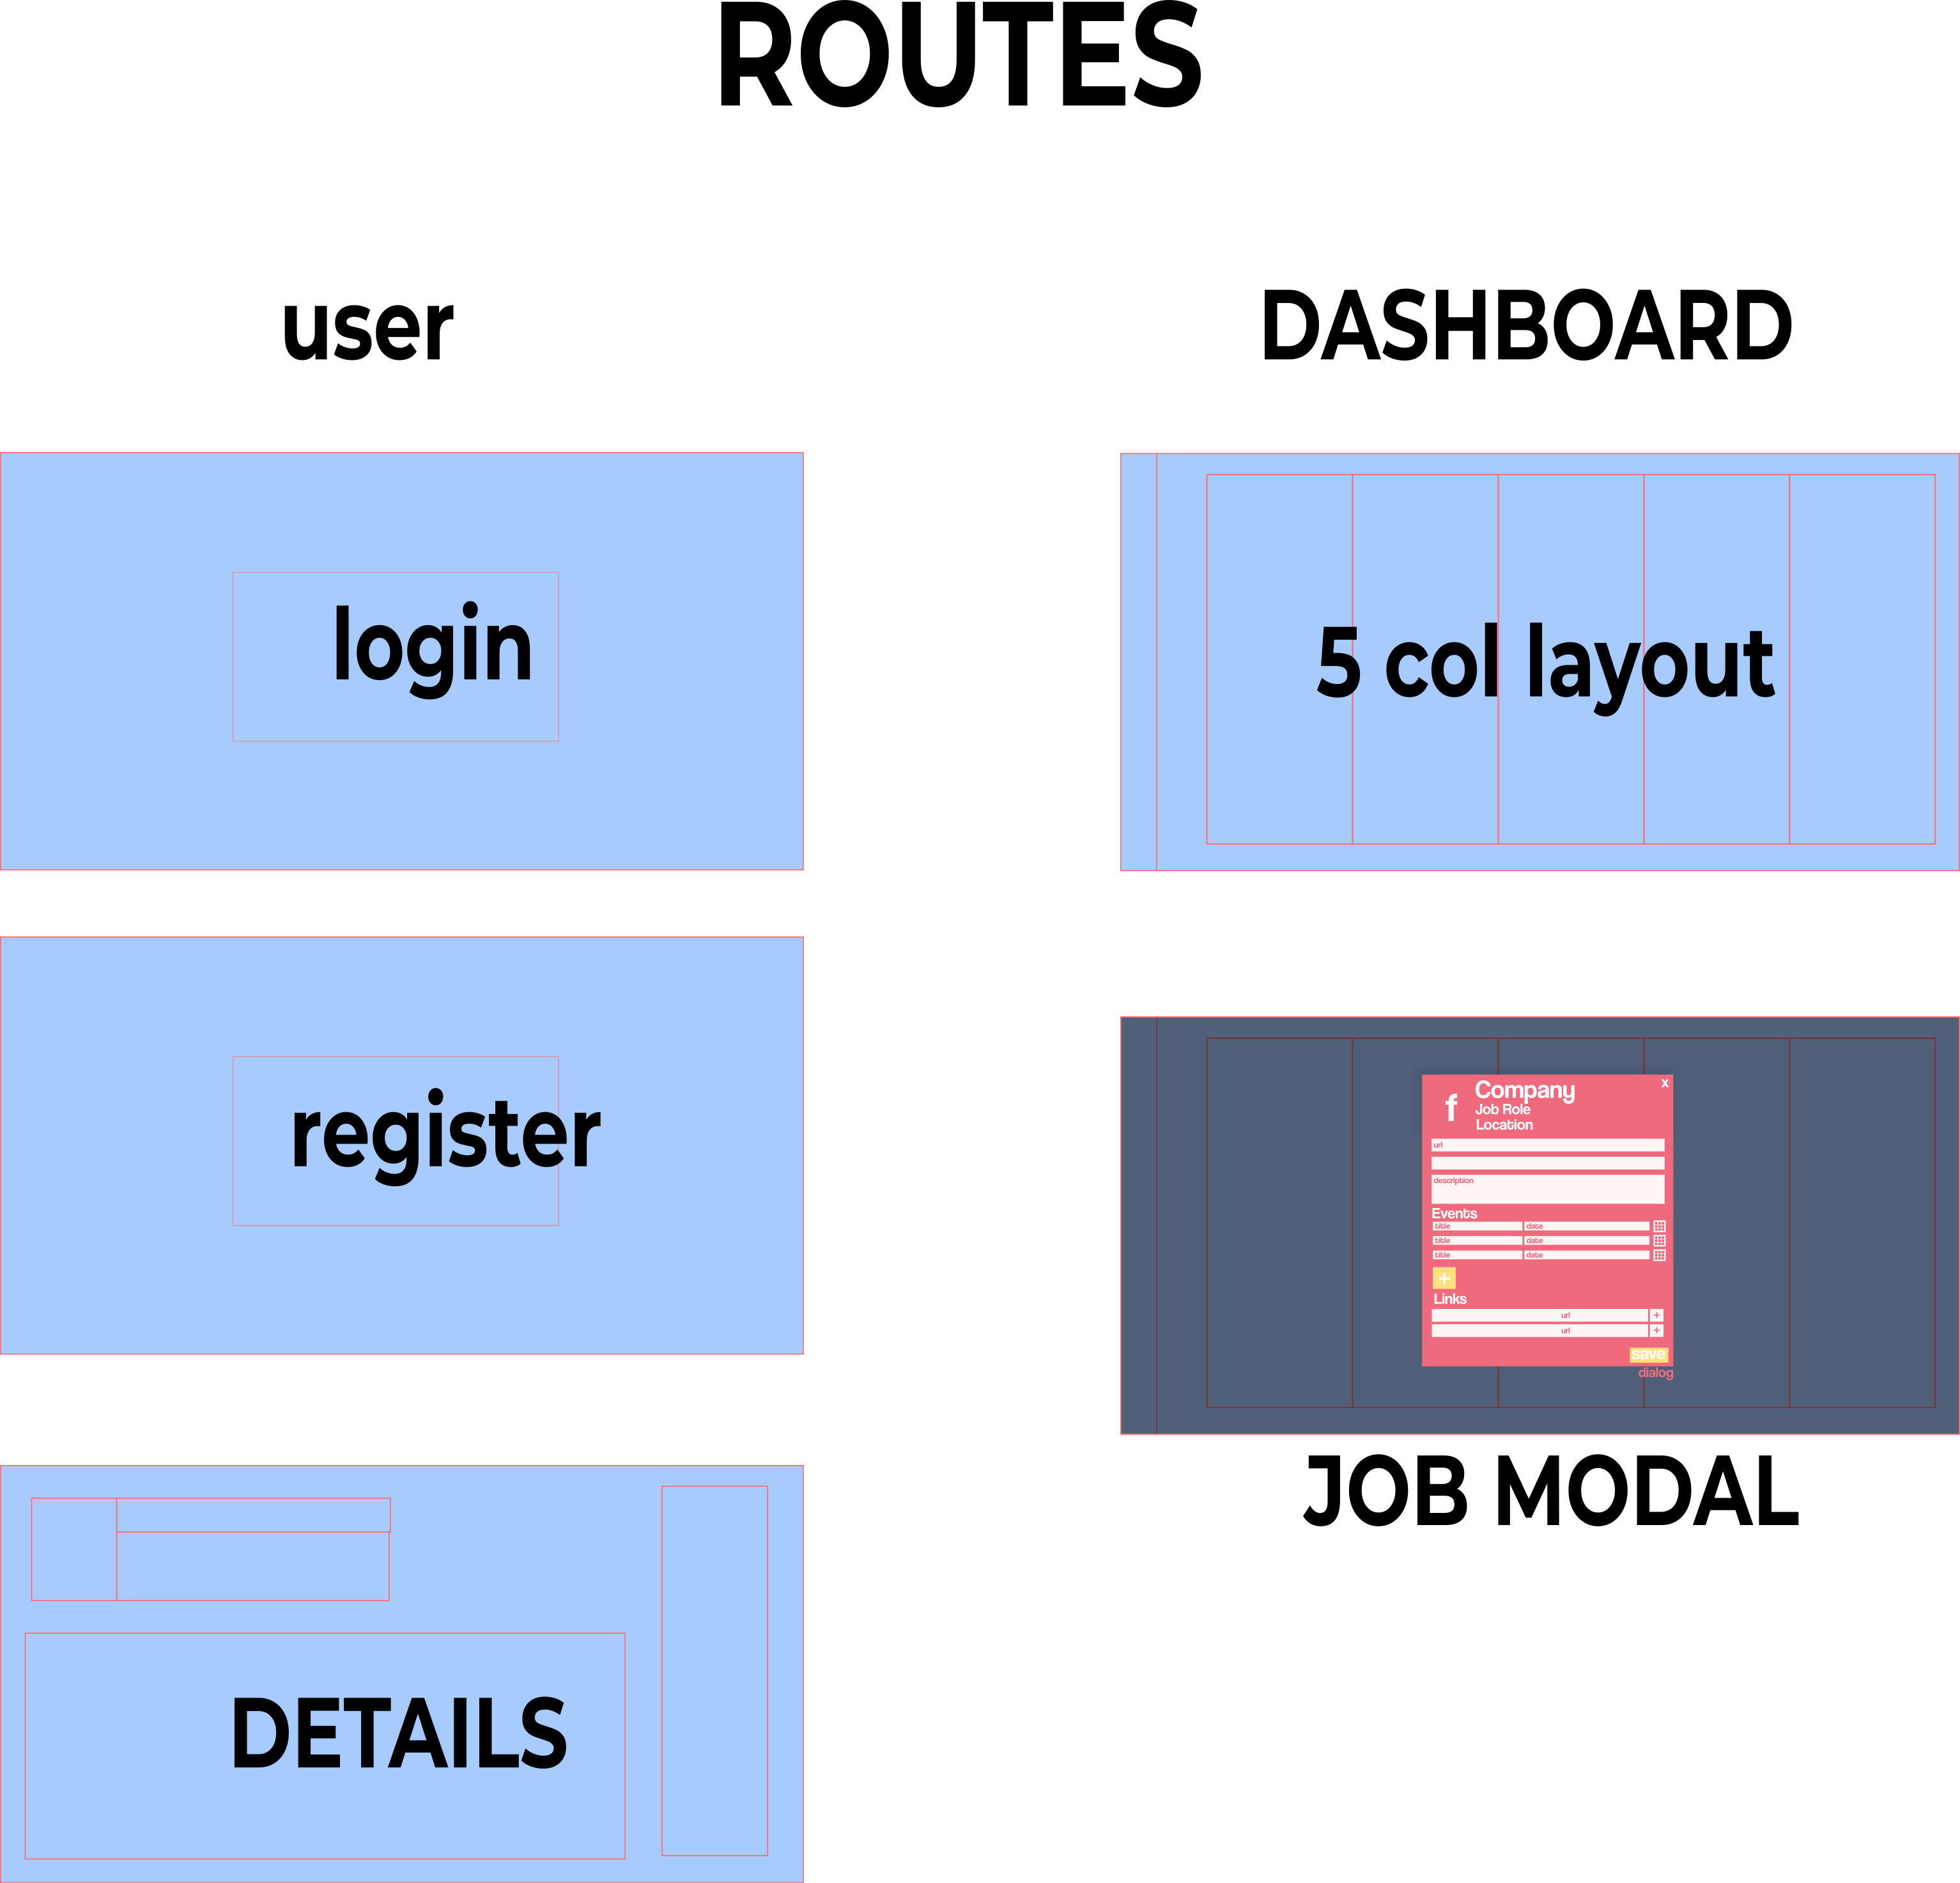 ROUTES
user
login
register
DETAILS
DASHBOARD
5 col layout
f
Company
x
Job Role
Location
url
description
Events
title date
title date
title date
+
Links
url +
url +
save
dialog
JOB MODAL